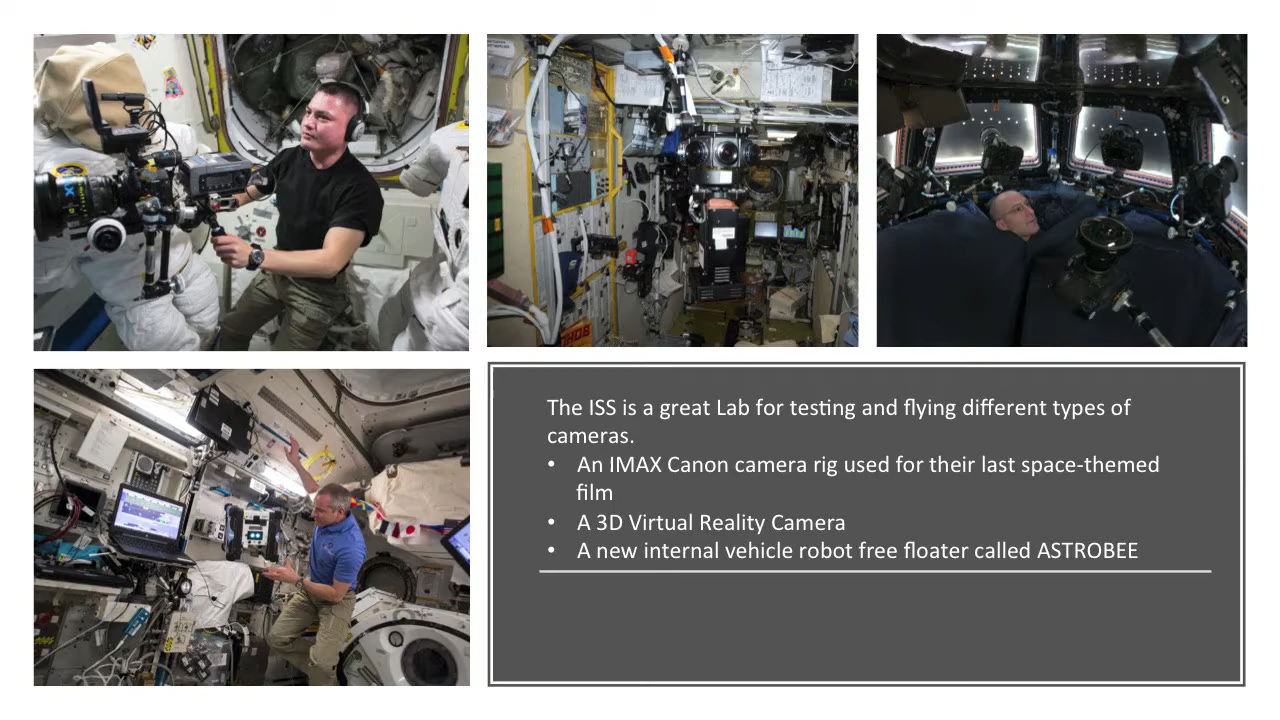 The ISS is a great Lab for testing and flying different types of
cameras.
• An IMAX Canon camera rig used for their last space-themed
film
• A 3D Virtual Reality Camera
• A new internal vehicle robot free floater called ASTROBEE